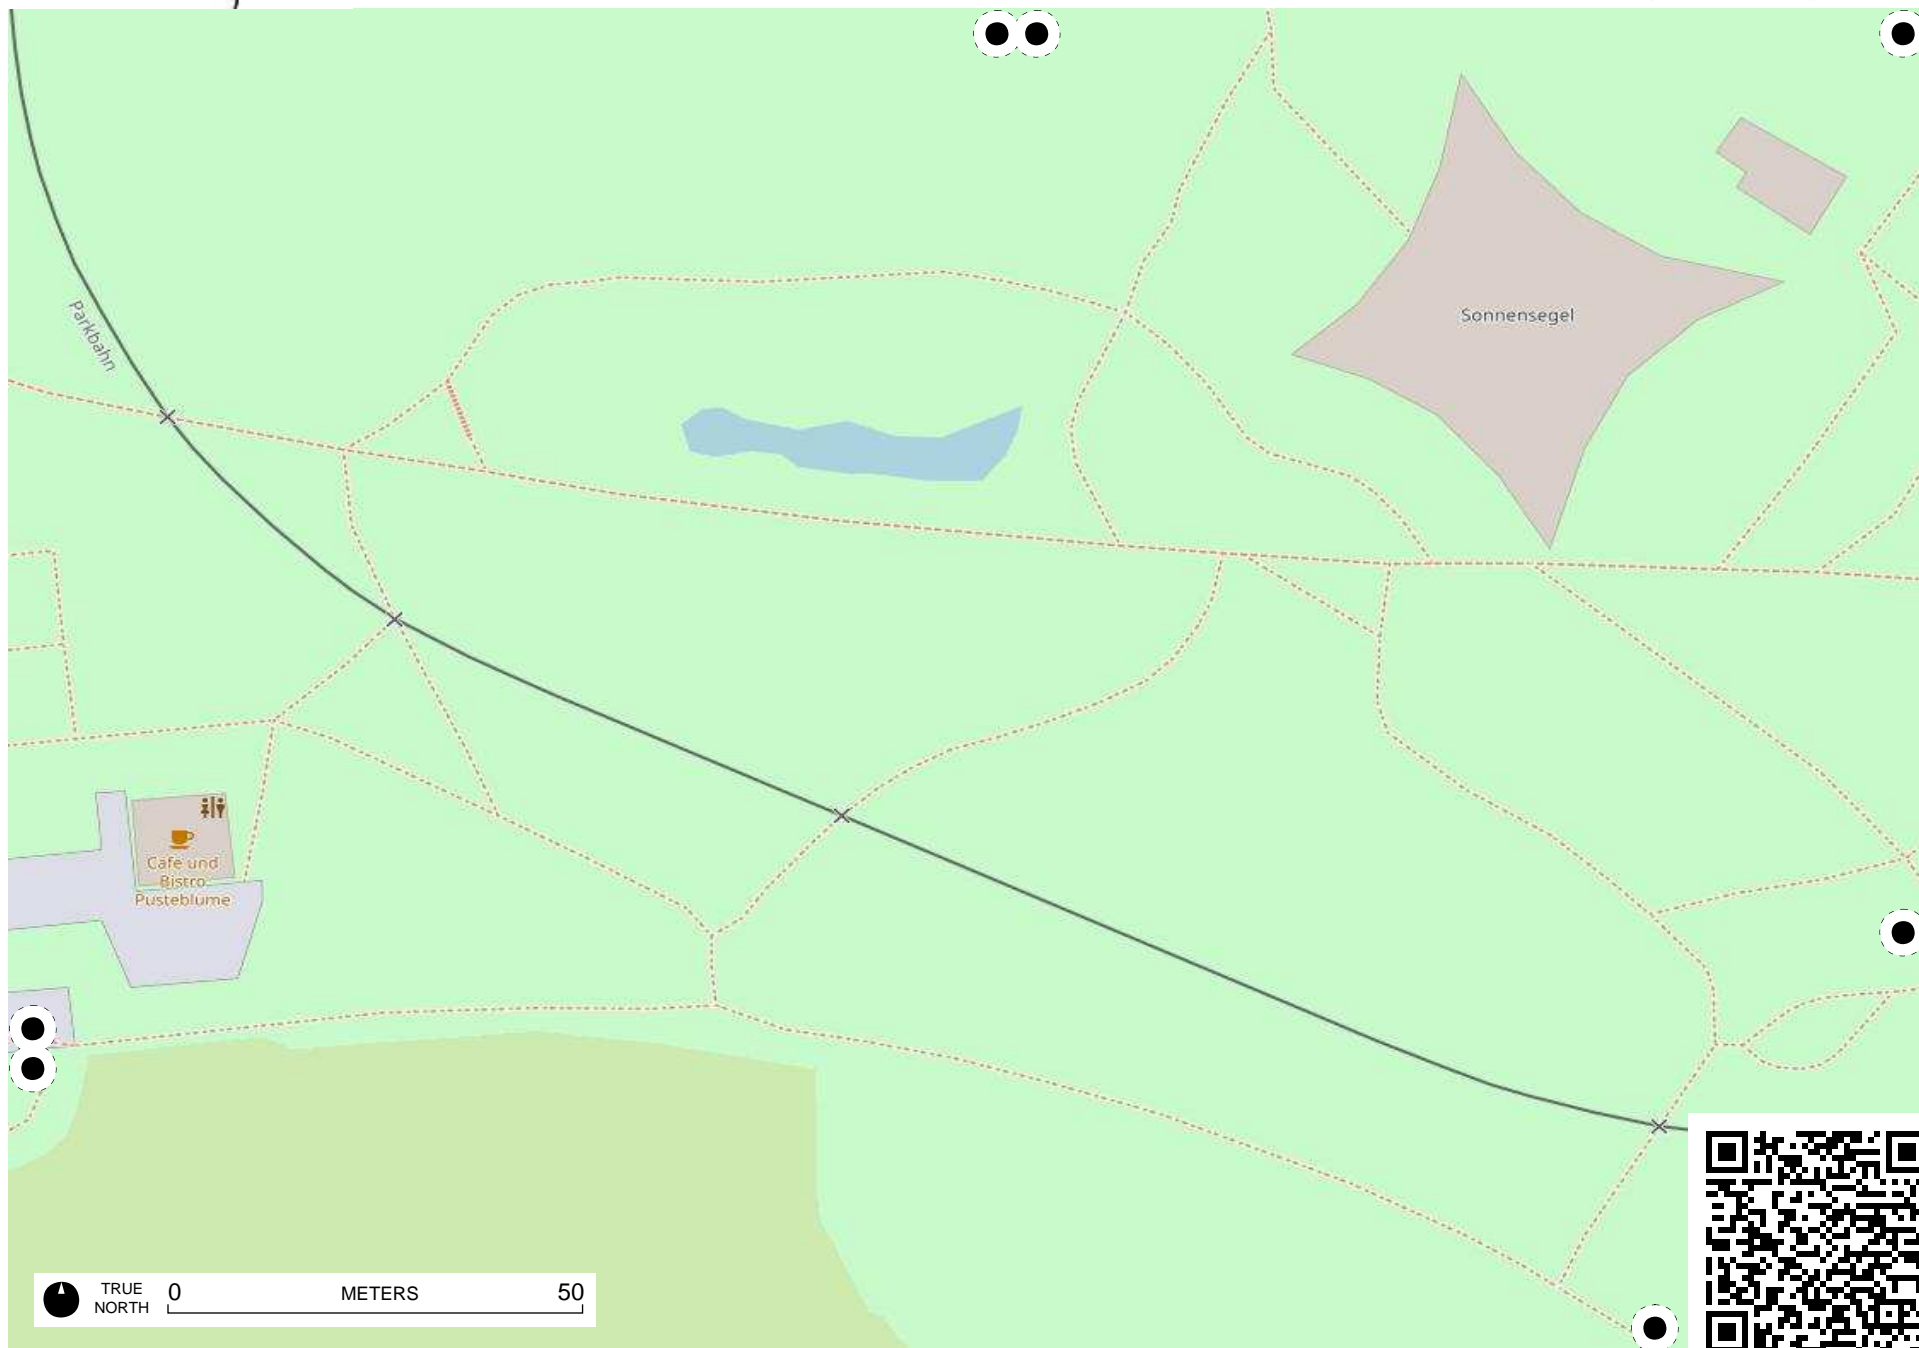 Parkbahn
Sonnensegel
Cafe und
Bistro
Pusteblume
TRUE
NORTH
0 METERS 50